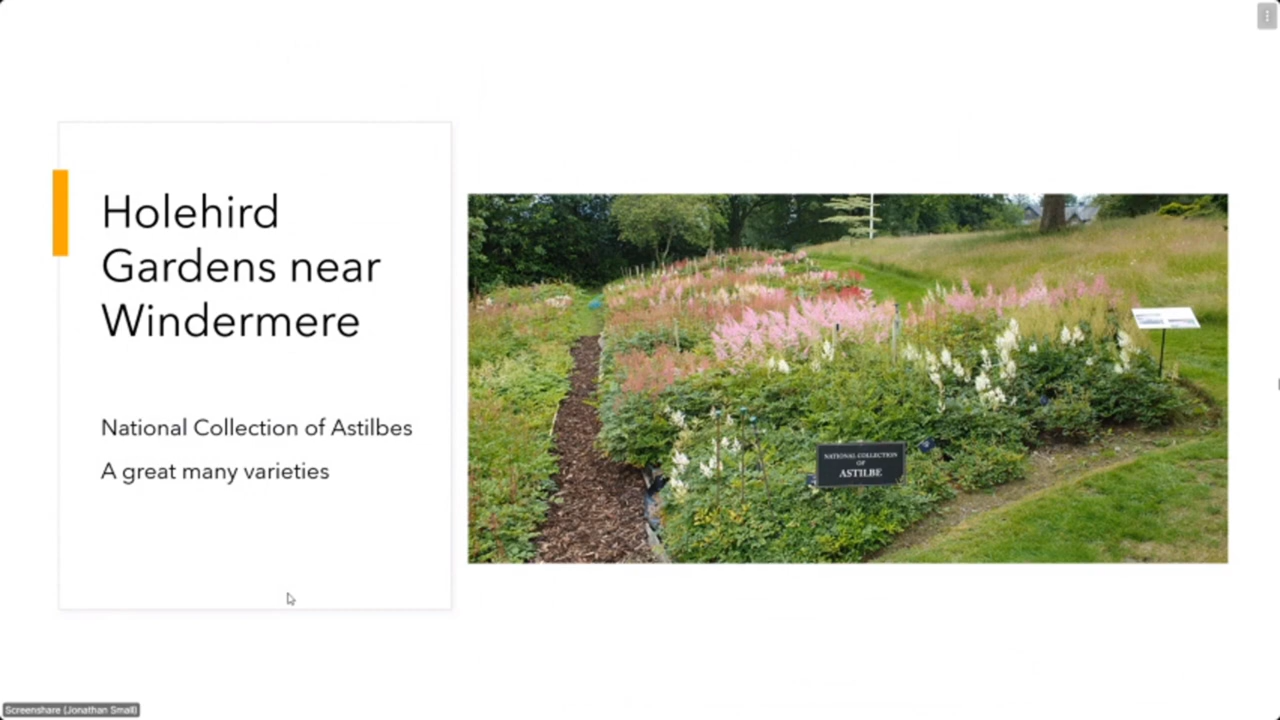 Holehird
Gardens near
Windermere
National Collection of Astilbes
A great many varieties
NATIONAL COLLECTION
OF
ASTILBE
Screenshare (Jonathan Small)